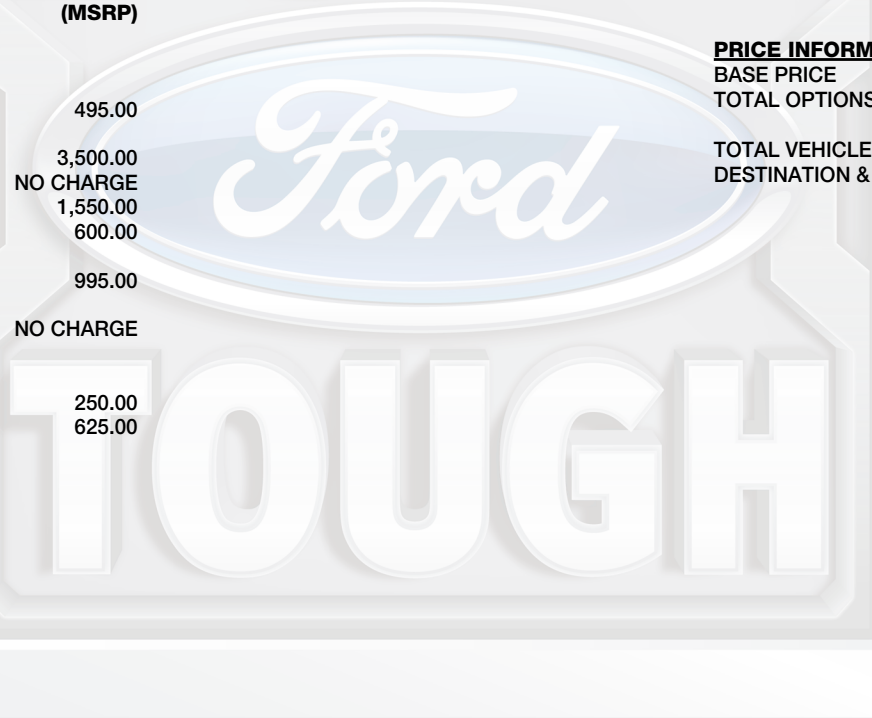 (MSRP)
495.00
3,500.00
NO CHARGE
1,550.00
600.00
995.00
NO CHARGE
250.00
625.00
PRICE INFORM
BASE PRICE
TOTAL OPTIONS
TOTAL VEHICLE
DESTINATION &
Ford
TOUGH